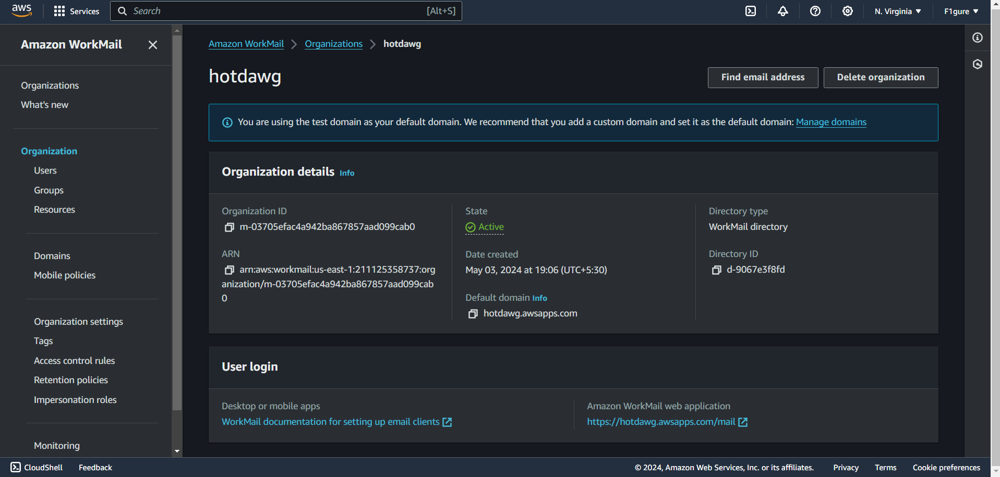 aws Services Search [Alt+S] N. Virginia F1gure
Amazon WorkMail
Organizations
What's new
Organization
Users
Groups
Resources
Domains
Mobile policies
Organization settings
Tags
Access control rules
Retention policies
Impersonation roles
Monitoring
Amazon WorkMail Organizations hotdawg
hotdawg
Find email address Delete organization
You are using the test domain as your default domain. We recommend that you add a custom domain and set it as the default domain: Manage domains
Organization details Info
Organization ID
m-03705efac4a942ba867857aad099cab0
ARN
arn:aws:workmail:us-east-1:211125358737:org
anization/m-03705efac4a942ba867857aad099cab
0
State
Active
Date created
May 03, 2024 at 19:06 (UTC+5:30)
Default domain Info
hotdawg.awsapps.com
Directory type
WorkMail directory
Directory ID
d-9067e3f8fd
User login
Desktop or mobile apps
WorkMail documentation for setting up email clients
Amazon WorkMail web application
https://hotdawg.awsapps.com/mail
CloudShell Feedback © 2024, Amazon Web Services, Inc. or its affiliates. Privacy Terms Cookie preferences